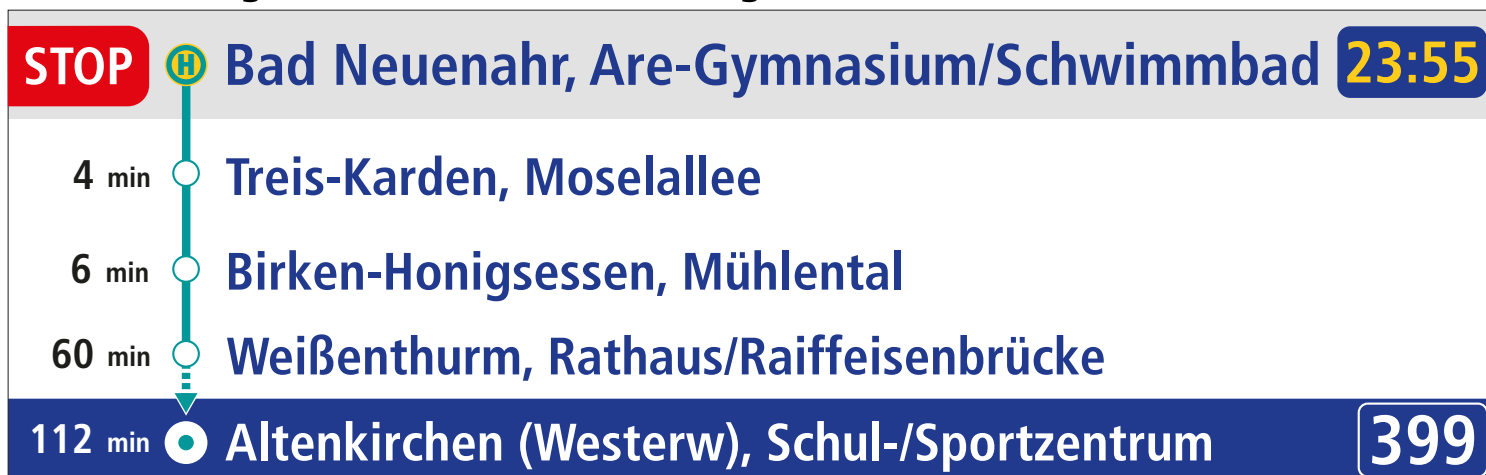 STOP H Bad Neuenahr, Are-Gymnasium/Schwimmbad 23:55
4 min Treis-Karden, Moselallee
6 min Birken-Honigsessen, Mühlental
60 min Weißenthurm, Rathaus/Raiffeisenbrücke
112 min Altenkirchen (Westerw), Schul-/Sportzentrum 399